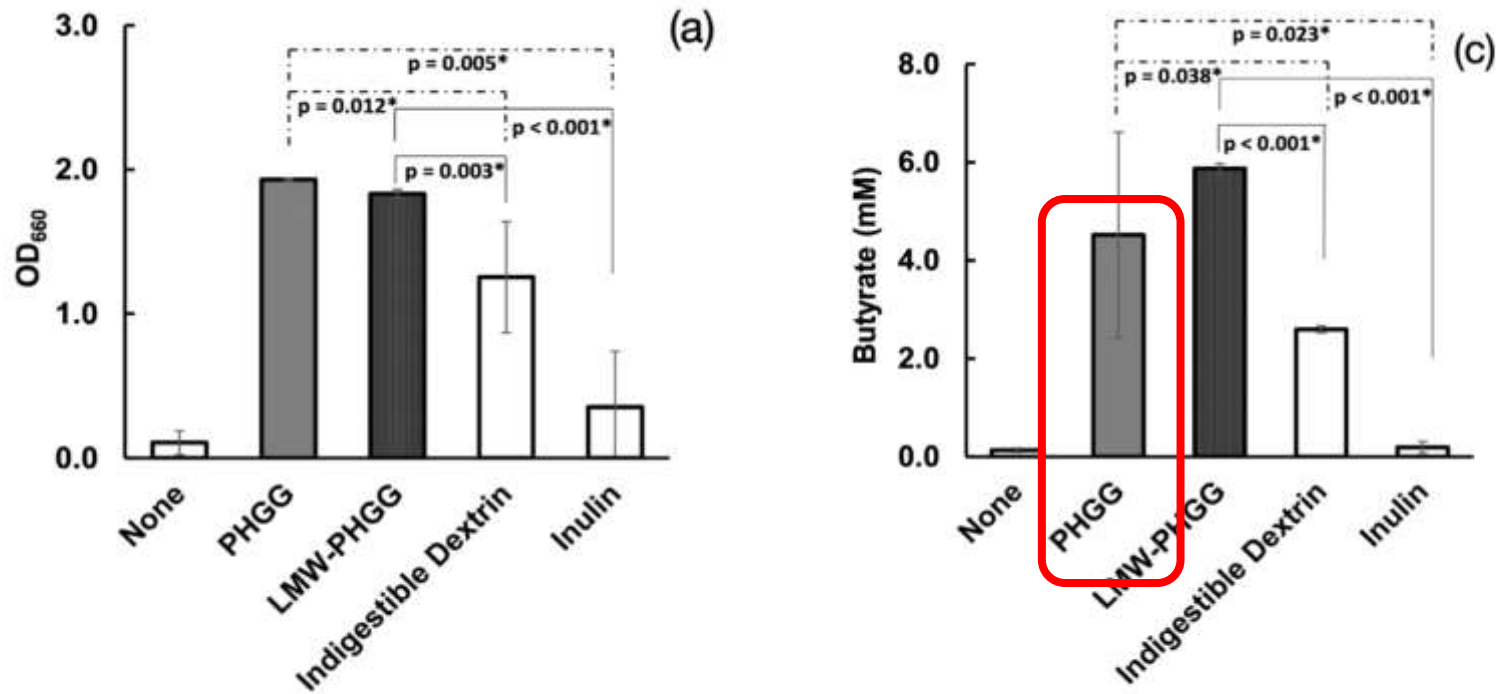 (a)
3.0
2.0
1.0
0.0
OD660
p = 0.005*
p = 0.012*
p < 0.001*
p = 0.003*
None
PHGG
LMW-PHGG
Indigestible Dextrin
Inulin
(c)
8.0
6.0
4.0
2.0
0.0
Butyrate (mM)
p = 0.023*
p = 0.038*
p < 0.001*
p < 0.001*
None
PHGG
LMW-PHGG
Indigestible Dextrin
Inulin